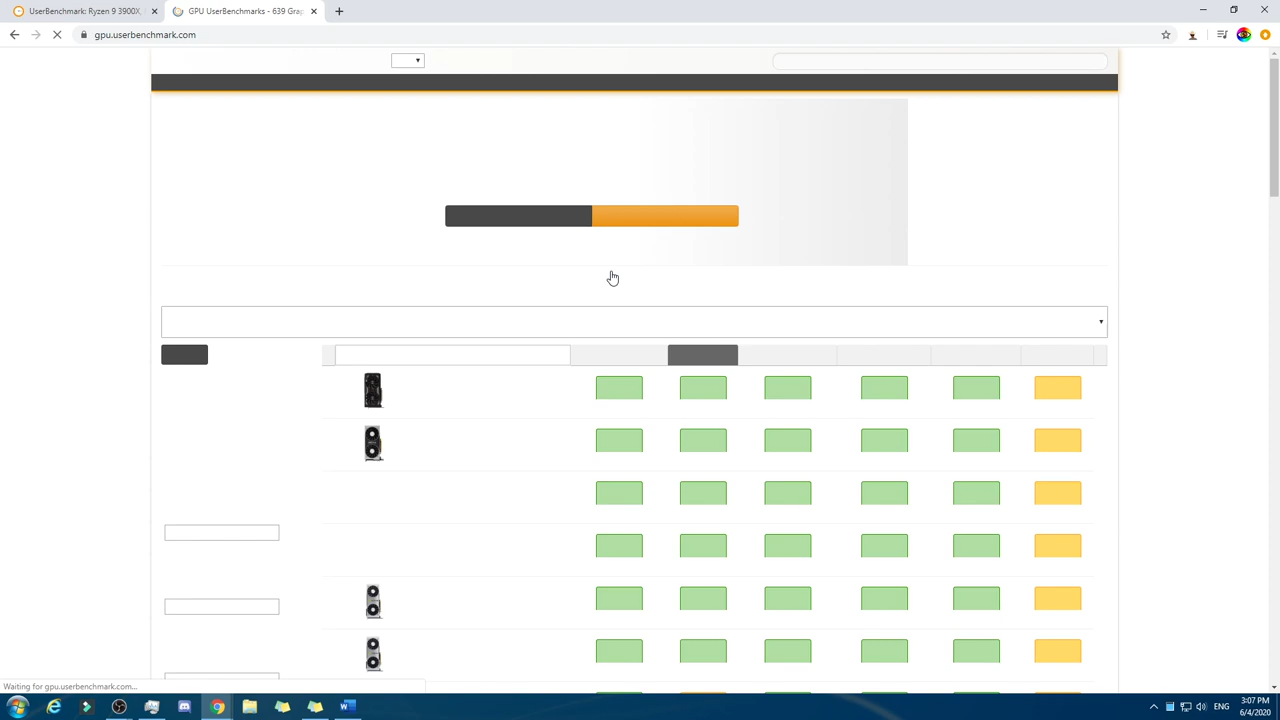 UserBenchmark: Ryzen 9 3900X,
GPU UserBenchmarks - 639 Grap
gpu.userbenchmark.com
Waiting for gpu.userbenchmark.com...
ENG
3:07 PM
6/4/2020